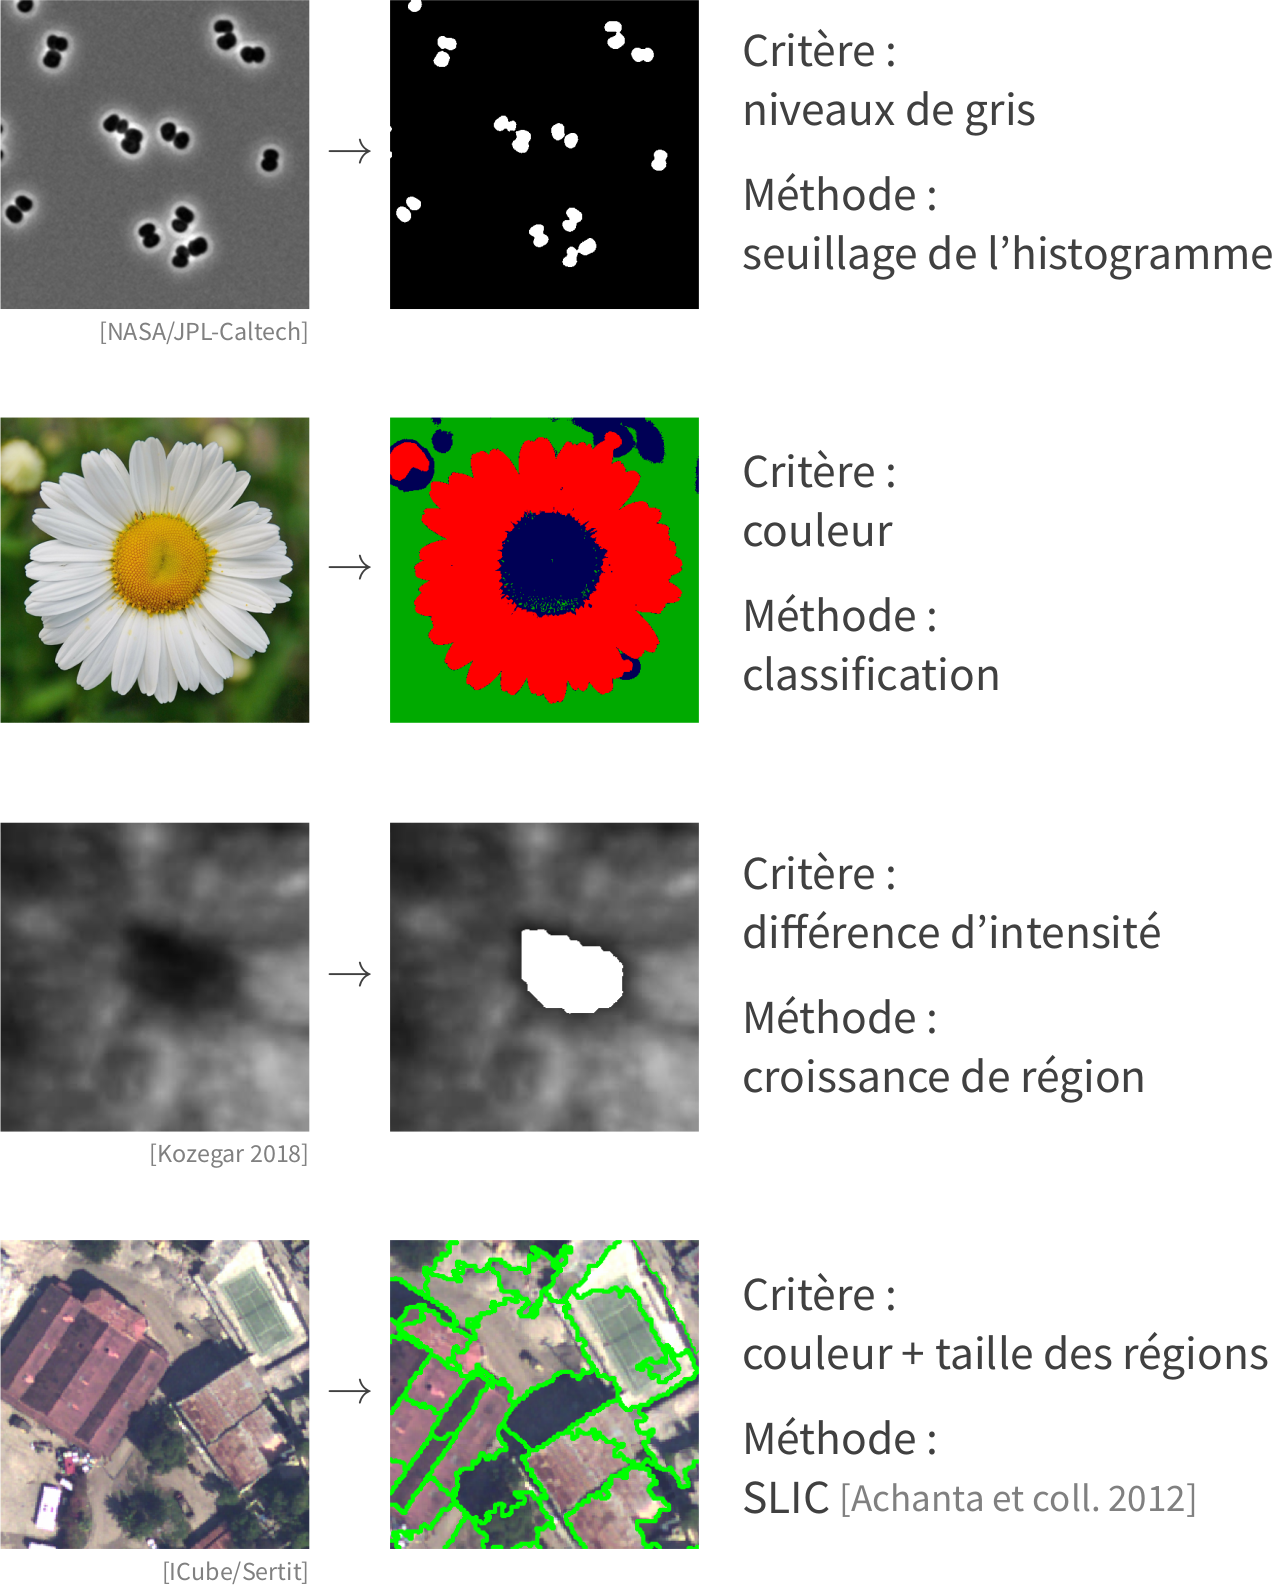 Critère :
niveaux de gris
Méthode :
seuillage de l’histogramme
[NASA/JPL-Caltech]
Critère :
couleur
Méthode :
classification
Critère :
différence d’intensité
Méthode :
croissance de région
[Kozegar 2018]
Critère :
couleur + taille des régions
Méthode :
SLIC [Achanta et coll. 2012]
[ICube/Sertit]